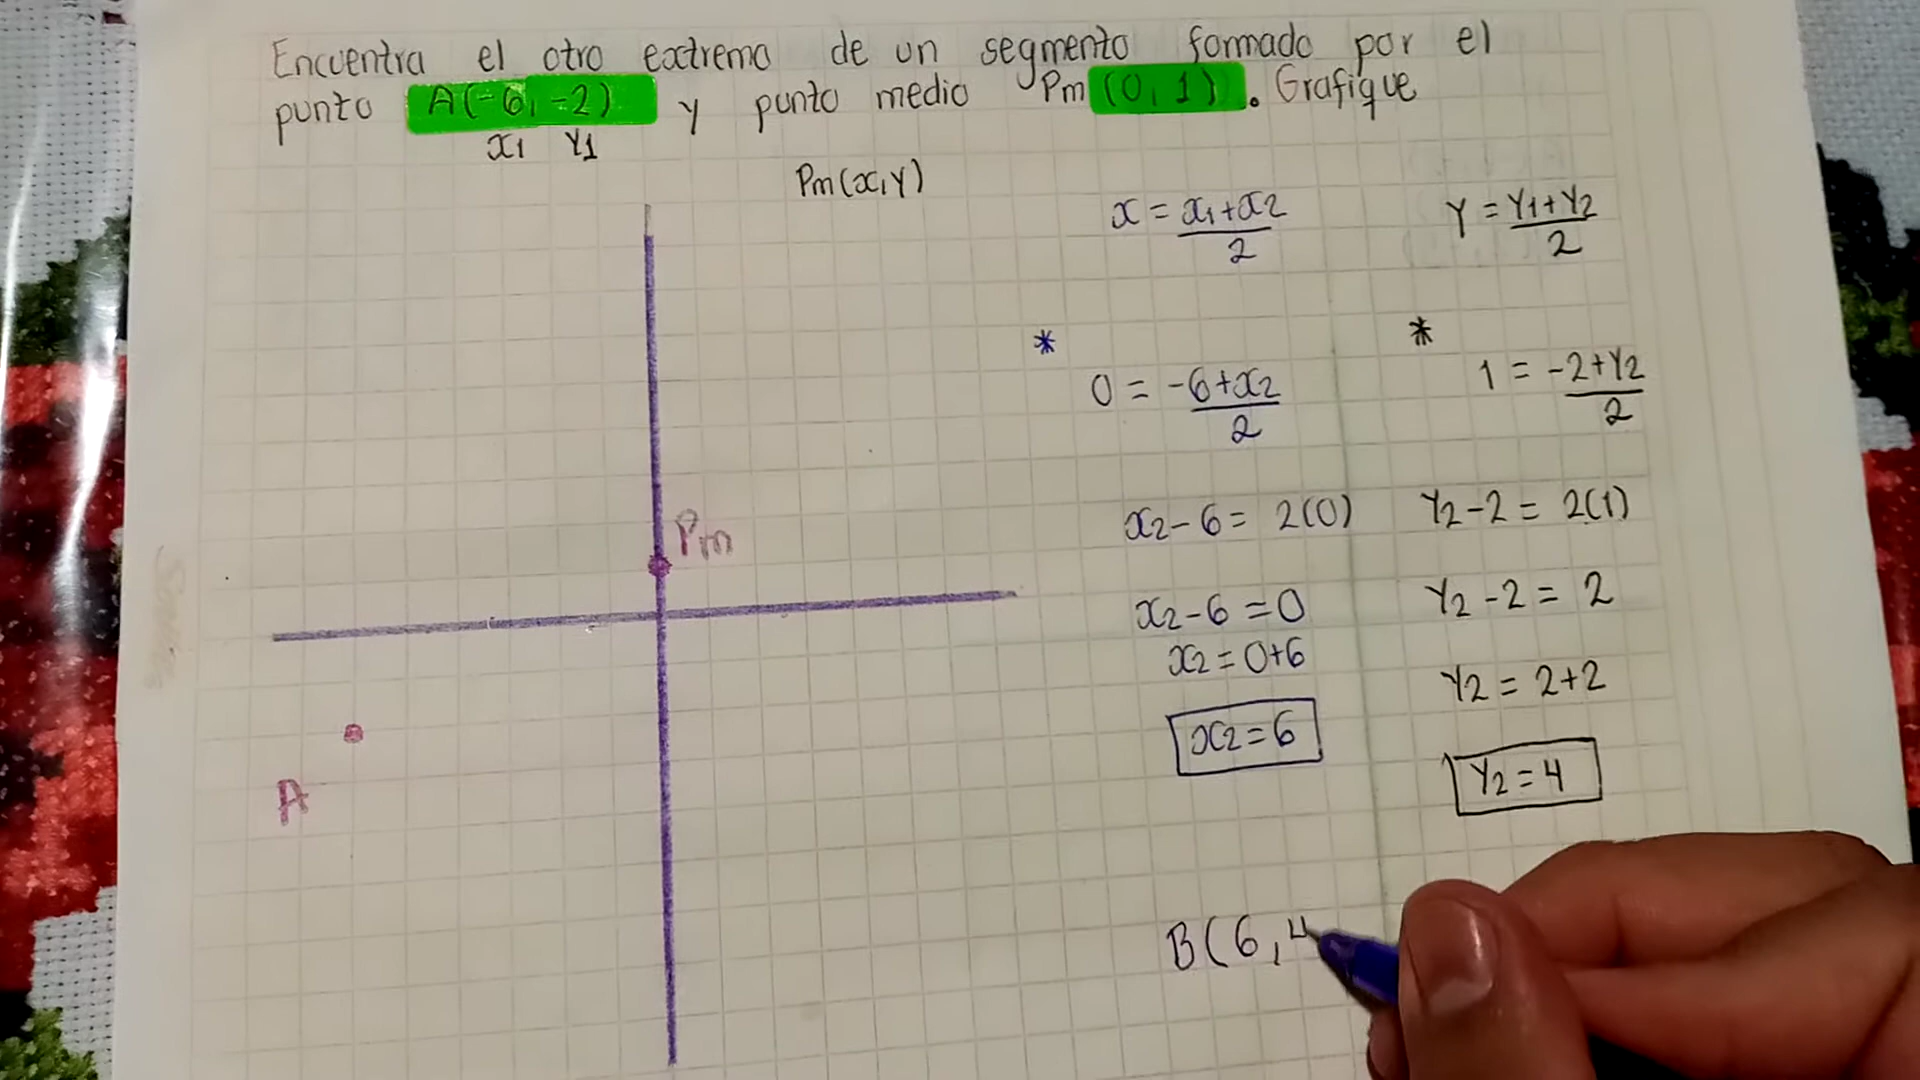 Encuentra el otro extremo de un segmento formado por el
punto A(-6, -2) y punto medio Pm (0, 1). Grafique
x1 Y1
Pm(x,Y)
x = x1+x2
2
Y = Y1+Y2
2
*
0 = -6+x2
2
x2-6 = 2(0)
x2-6 = 0
x2 = 0+6
x2 = 6
*
1 = -2+Y2
2
Y2-2 = 2(1)
Y2-2 = 2
Y2 = 2+2
Y2 = 4
Pm
A
B(6,4